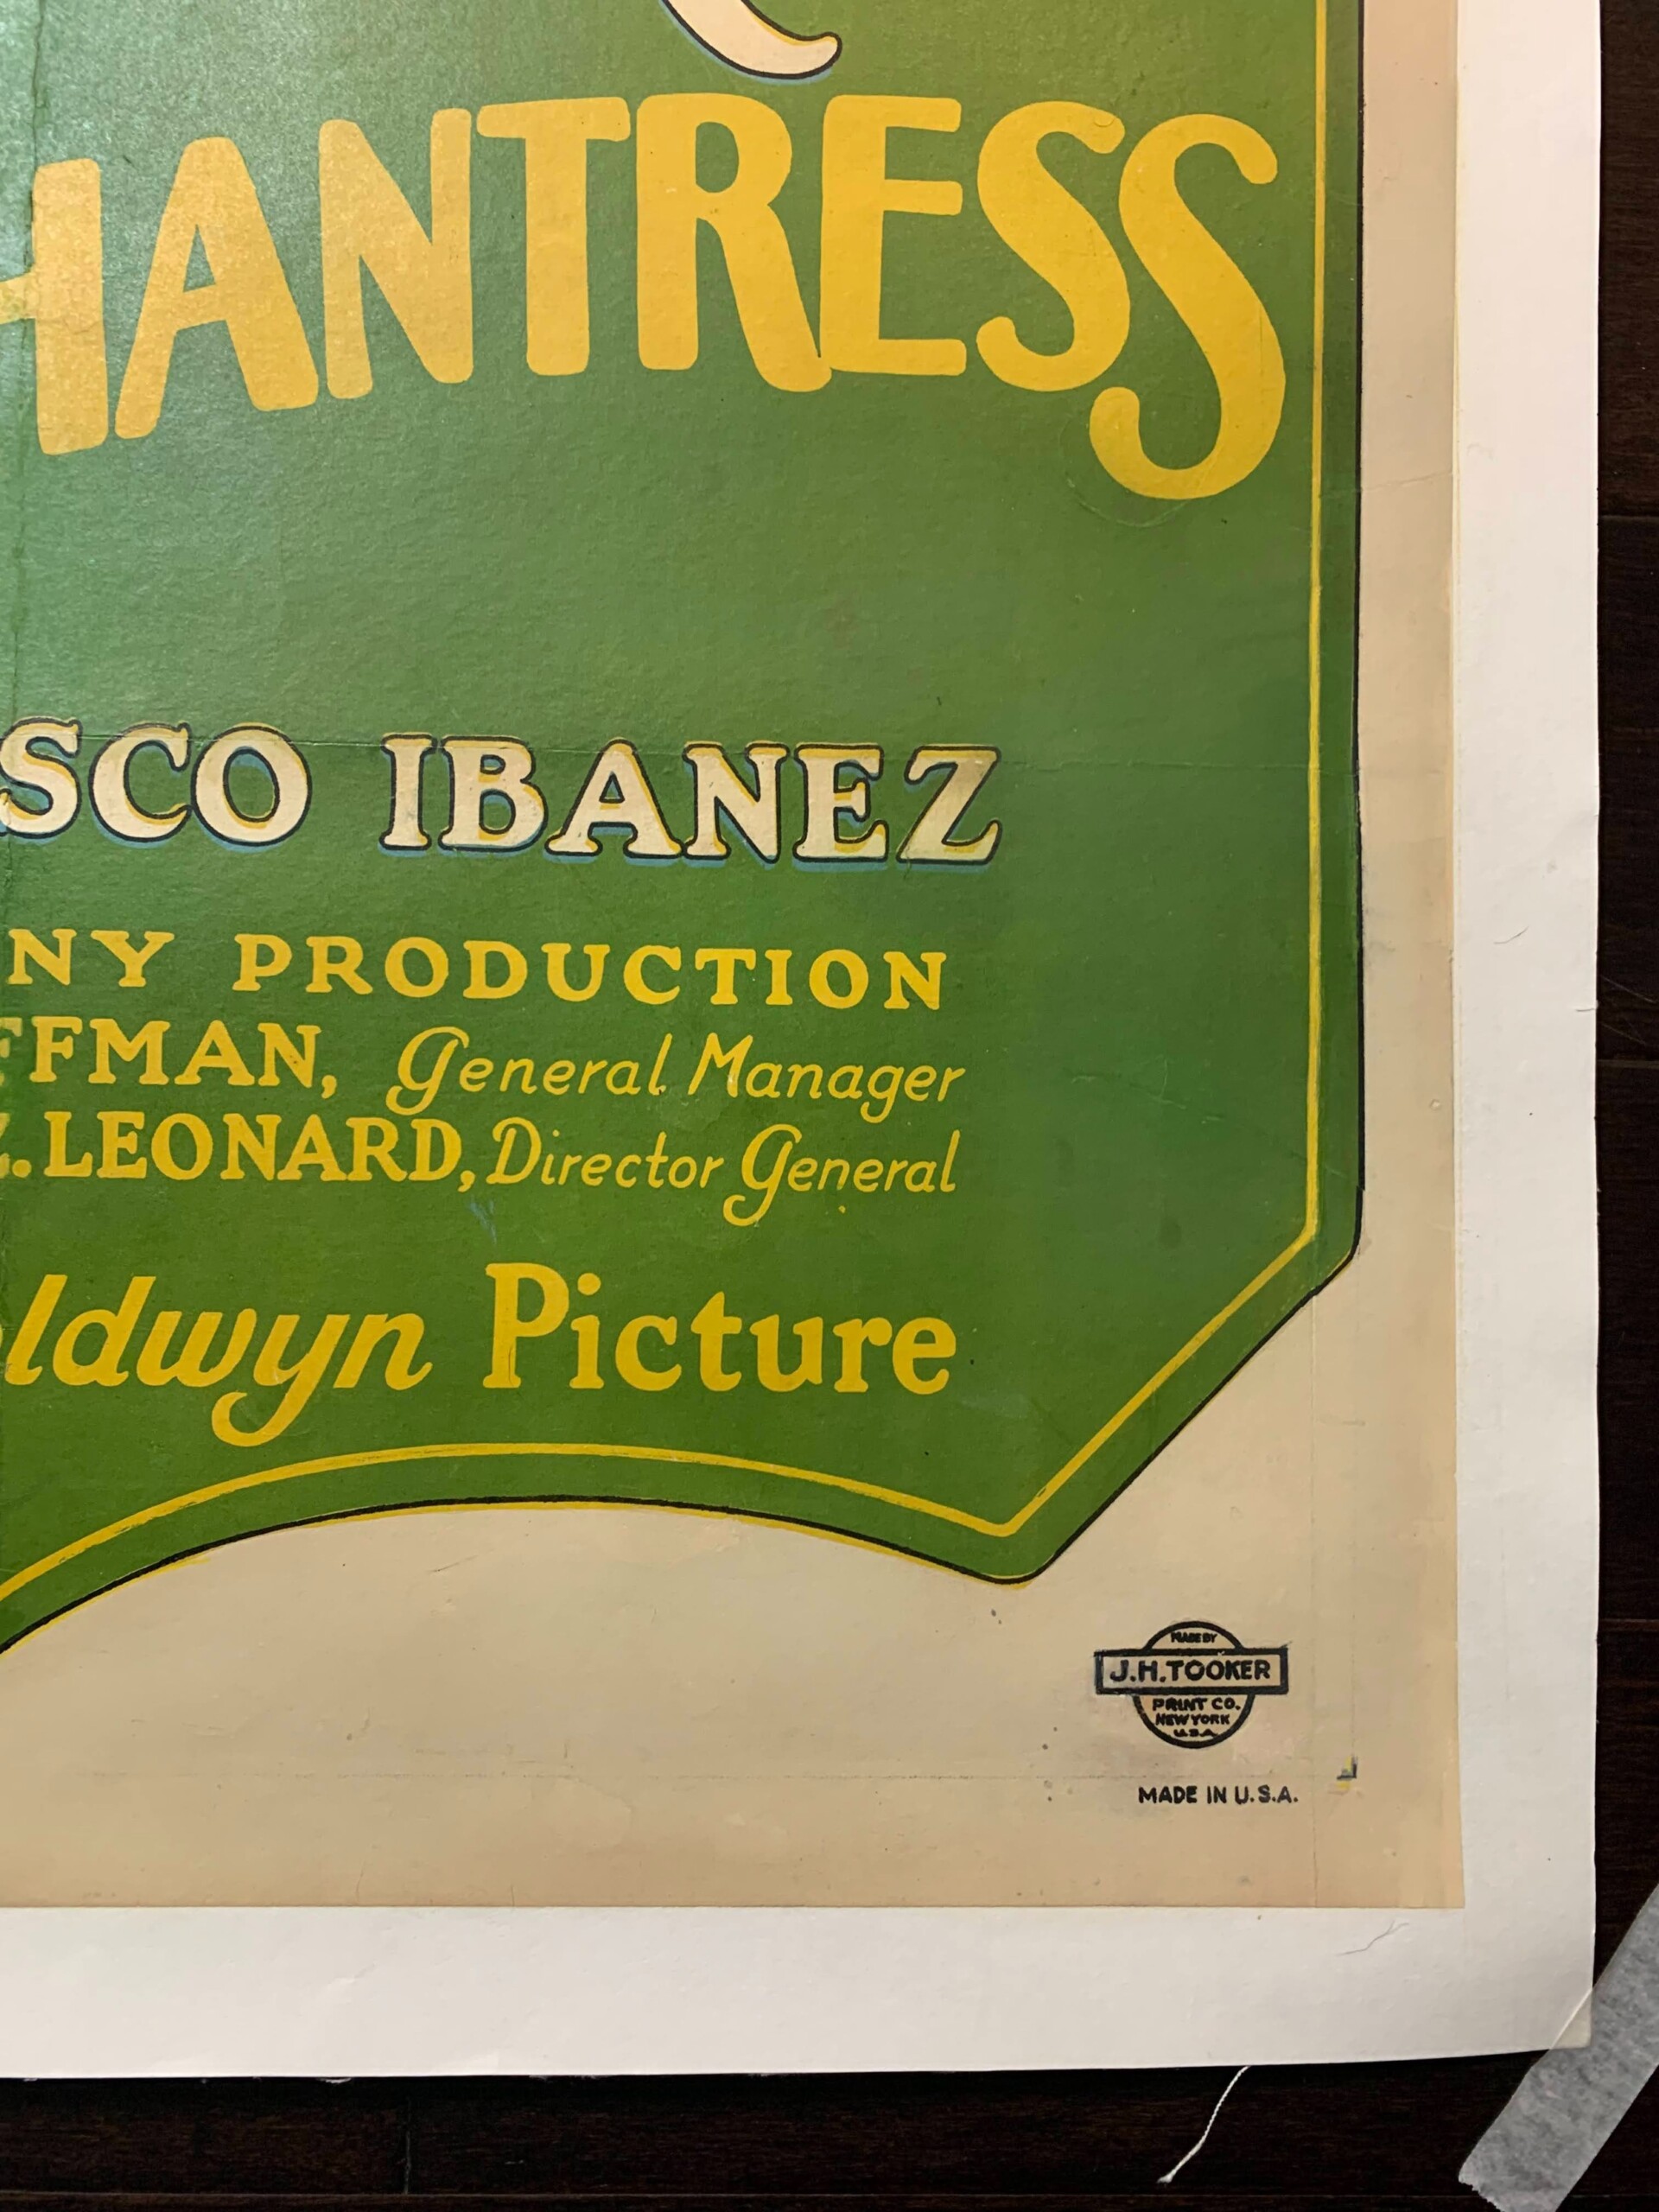 HANTRESS
SCO IBANEZ
NY PRODUCTION
FFMAN, General Manager
Z. LEONARD, Director General
ldwyn Picture
MADE BY
J.H.TOOKER
PRINT CO.
NEW YORK
U.S.A.
MADE IN U.S.A.